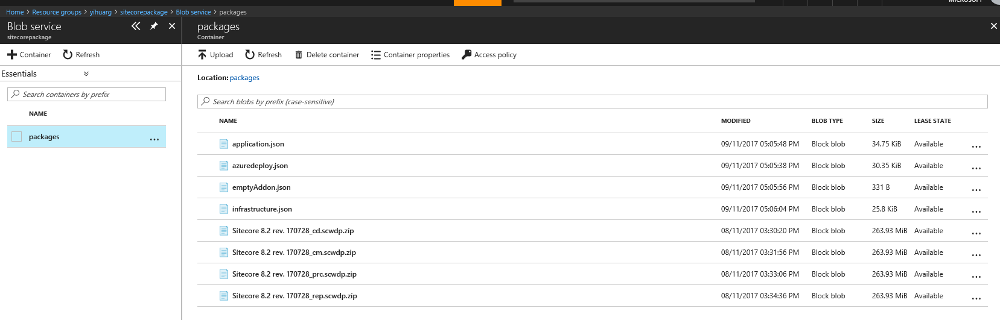 MICROSOFT
Home > Resource groups > yihuarg > sitecorepackage > Blob service > packages
Blob service
sitecorepackage
Container Refresh
Essentials
Search containers by prefix
NAME
packages ...
packages
Container
Upload Refresh Delete container Container properties Access policy
Location: packages
Search blobs by prefix (case-sensitive)
NAME MODIFIED BLOB TYPE SIZE LEASE STATE
application.json 09/11/2017 05:05:48 PM Block blob 34.75 KiB Available ...
azuredeploy.json 09/11/2017 05:05:38 PM Block blob 30.35 KiB Available ...
emptyAddon.json 09/11/2017 05:05:56 PM Block blob 331 B Available ...
infrastructure.json 09/11/2017 05:06:04 PM Block blob 25.8 KiB Available ...
Sitecore 8.2 rev. 170728_cd.scwdp.zip 08/11/2017 03:30:20 PM Block blob 263.93 MiB Available ...
Sitecore 8.2 rev. 170728_cm.scwdp.zip 08/11/2017 03:31:56 PM Block blob 263.93 MiB Available ...
Sitecore 8.2 rev. 170728_prc.scwdp.zip 08/11/2017 03:33:06 PM Block blob 263.93 MiB Available ...
Sitecore 8.2 rev. 170728_rep.scwdp.zip 08/11/2017 03:34:36 PM Block blob 263.93 MiB Available ...